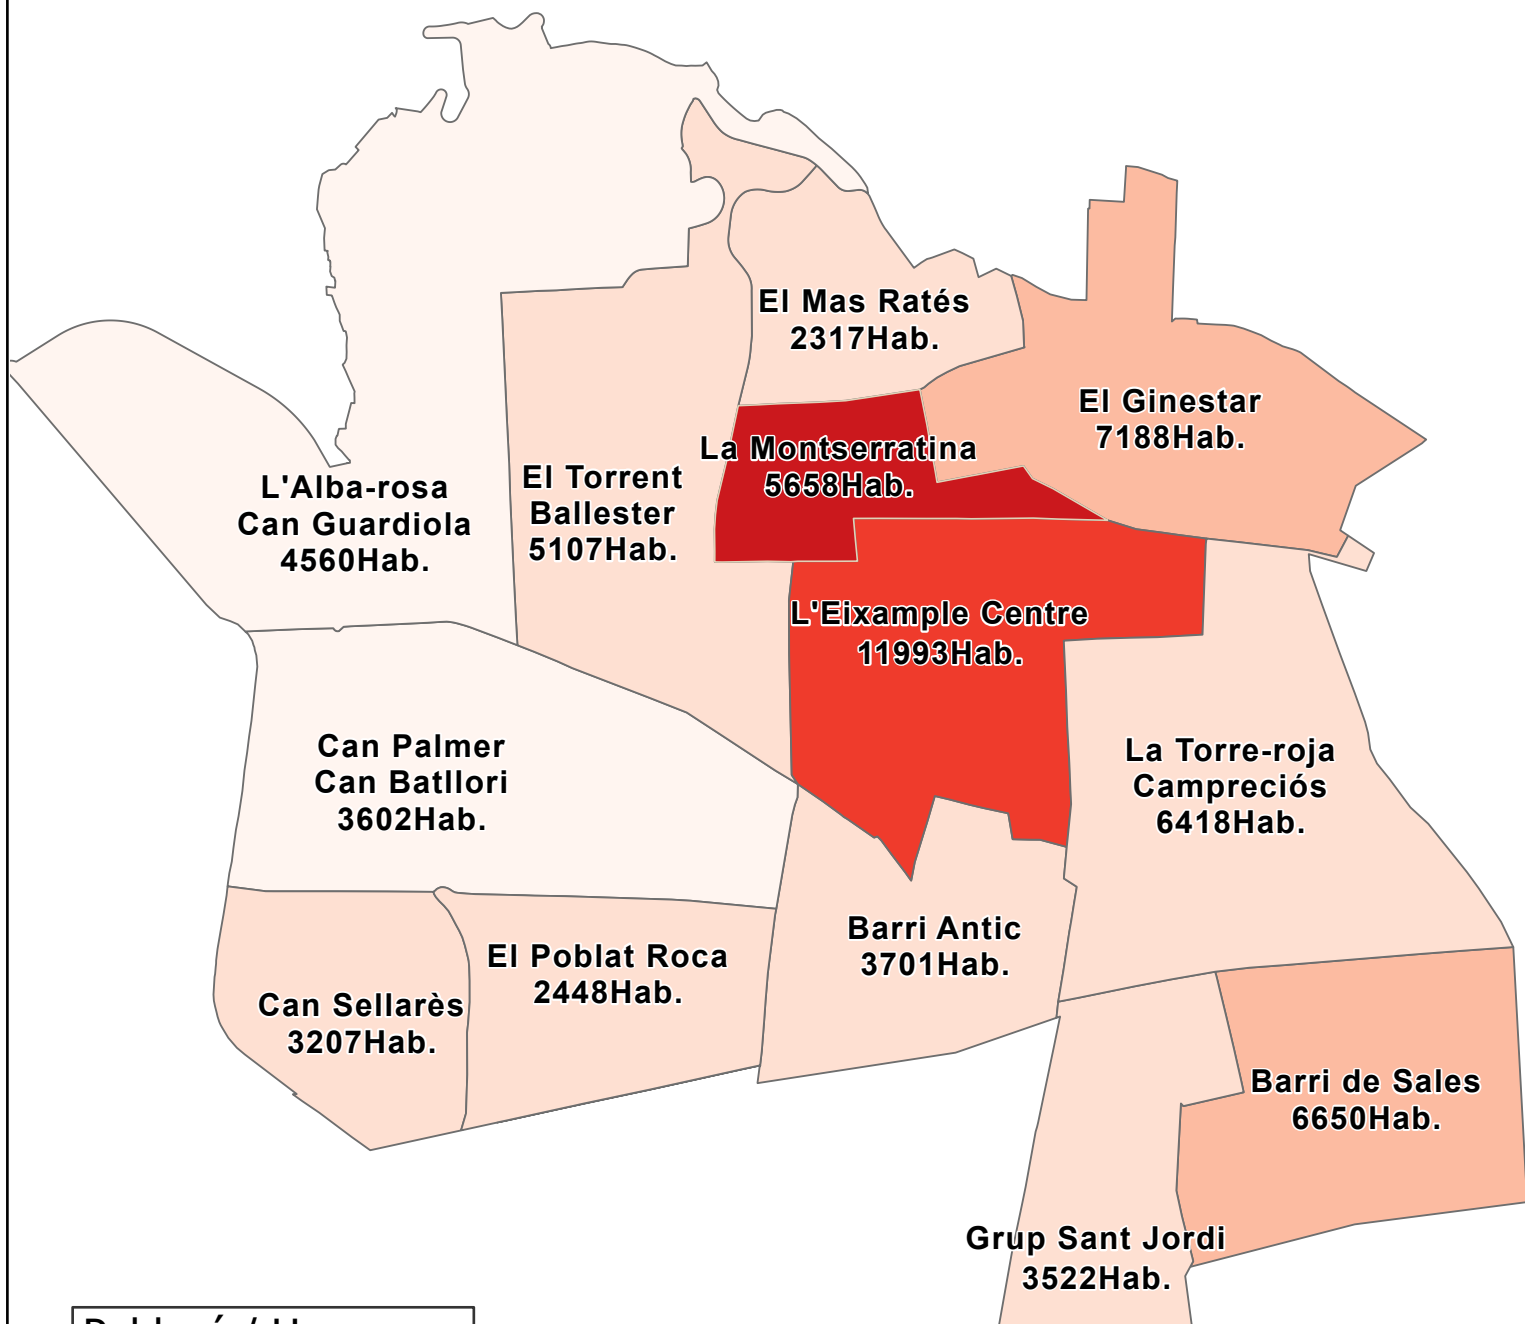 El Mas Ratés
2317Hab.
El Ginestar
7188Hab.
La Montserratina
5658Hab.
El Torrent
Ballester
5107Hab.
L'Alba-rosa
Can Guardiola
4560Hab.
L'Eixample Centre
11993Hab.
Can Palmer
Can Batllori
3602Hab.
La Torre-roja
Campreciós
6418Hab.
Barri Antic
3701Hab.
El Poblat Roca
2448Hab.
Can Sellarès
3207Hab.
Barri de Sales
6650Hab.
Grup Sant Jordi
3522Hab.